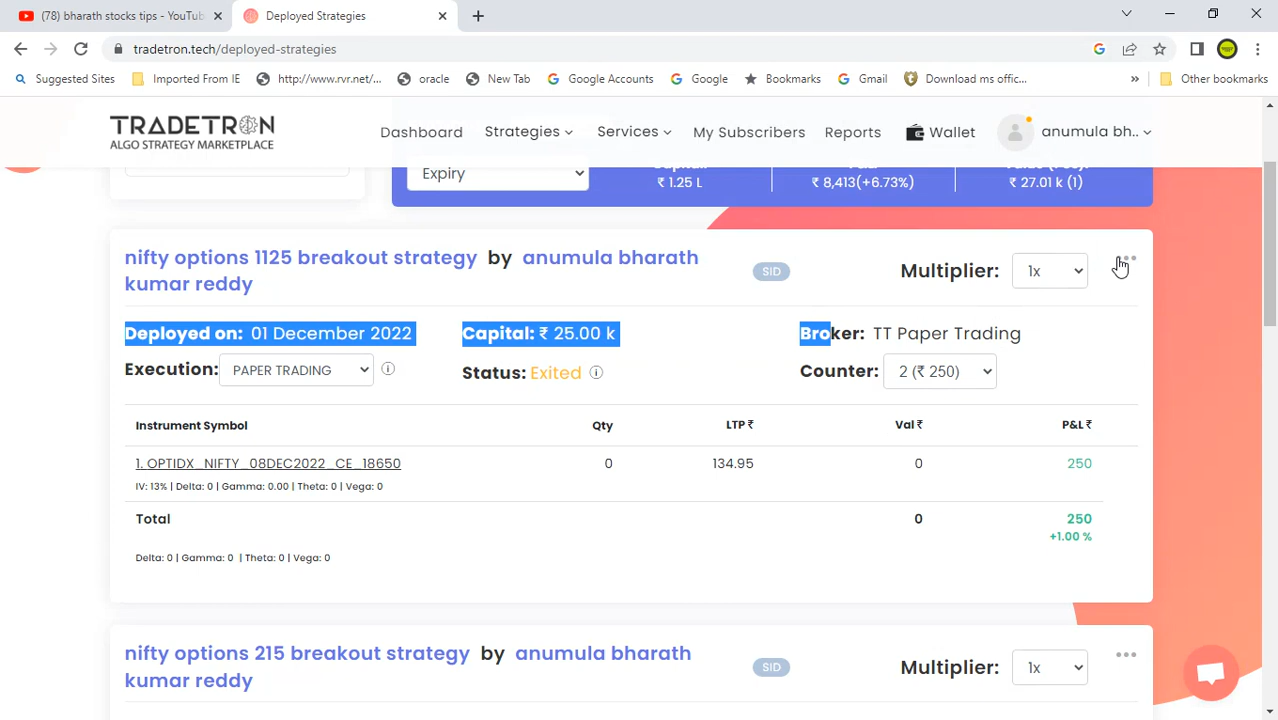 (78) bharath stocks tips - YouTub
Deployed Strategies
tradetron.tech/deployed-strategies
Suggested Sites
Imported From IE
http://www.rvr.net/...
oracle
New Tab
Google Accounts
Google
Bookmarks
Gmail
Download ms offic...
»
Other bookmarks
TRADETRON
ALGO STRATEGY MARKETPLACE
Dashboard
Strategies
Services
My Subscribers
Reports
Wallet
anumula bh..
Expiry
₹ 1.25 L
₹ 8,413(+6.73%)
₹ 27.01 k (1)
nifty options 1125 breakout strategy by anumula bharath
kumar reddy
SID
Multiplier:
1x
Deployed on: 01 December 2022
Capital: ₹ 25.00 k
Broker: TT Paper Trading
Execution:
PAPER TRADING
Status: Exited
Counter:
2 (₹ 250)
Instrument Symbol
Qty
LTP ₹
Val ₹
P&L ₹
1. OPTIDX_NIFTY_08DEC2022_CE_18650
0
134.95
0
250
IV: 13% | Delta: 0 | Gamma: 0.00 | Theta: 0 | Vega: 0
Total
0
250
+1.00 %
Delta: 0 | Gamma: 0 | Theta: 0 | Vega: 0
nifty options 215 breakout strategy by anumula bharath
kumar reddy
SID
Multiplier:
1x